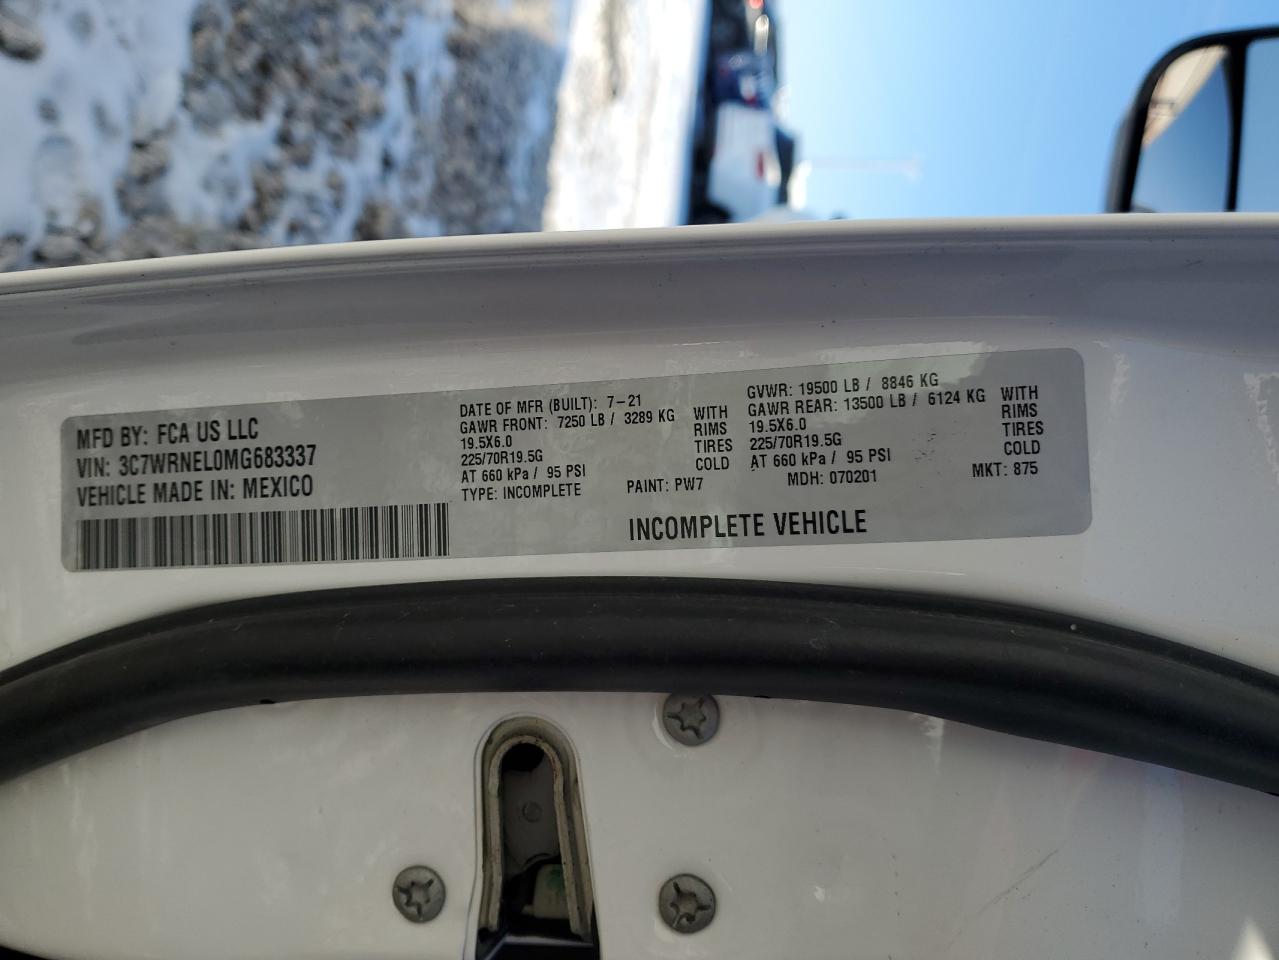 MFD BY: FCA US LLC
VIN: 3C7WRNEL0MG683337
VEHICLE MADE IN: MEXICO
DATE OF MFR (BUILT): 7-21
GAWR FRONT: 7250 LB / 3289 KG WITH
19.5X6.0 RIMS
225/70R19.5G TIRES
AT 660 kPa / 95 PSI COLD
TYPE: INCOMPLETE PAINT: PW7
GVWR: 19500 LB / 8846 KG
GAWR REAR: 13500 LB / 6124 KG WITH
19.5X6.0 RIMS
225/70R19.5G TIRES
AT 660 kPa / 95 PSI COLD
MDH: 070201 MKT: 875
INCOMPLETE VEHICLE